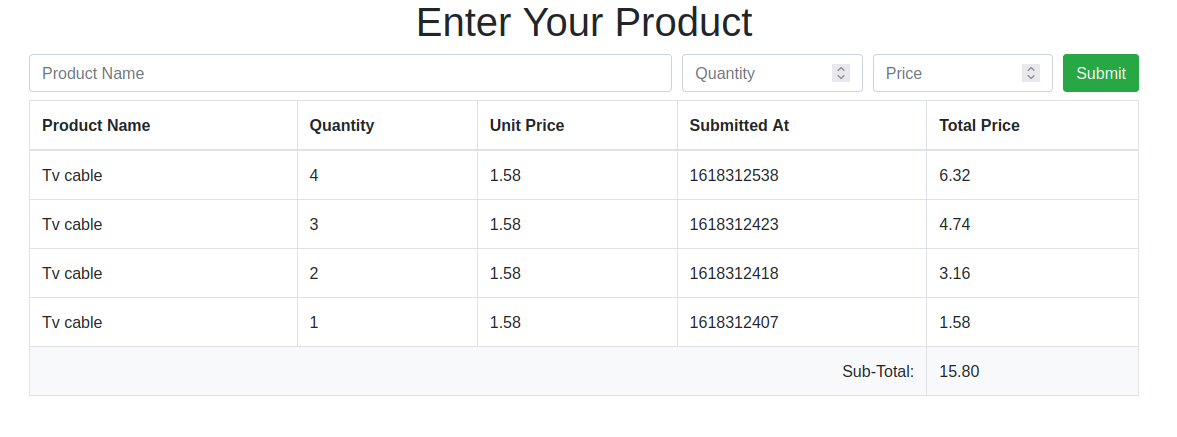 Enter Your Product
Product Name Quantity Price Submit
Product Name Quantity Unit Price Submitted At Total Price
Tv cable 4 1.58 1618312538 6.32
Tv cable 3 1.58 1618312423 4.74
Tv cable 2 1.58 1618312418 3.16
Tv cable 1 1.58 1618312407 1.58
Sub-Total: 15.80